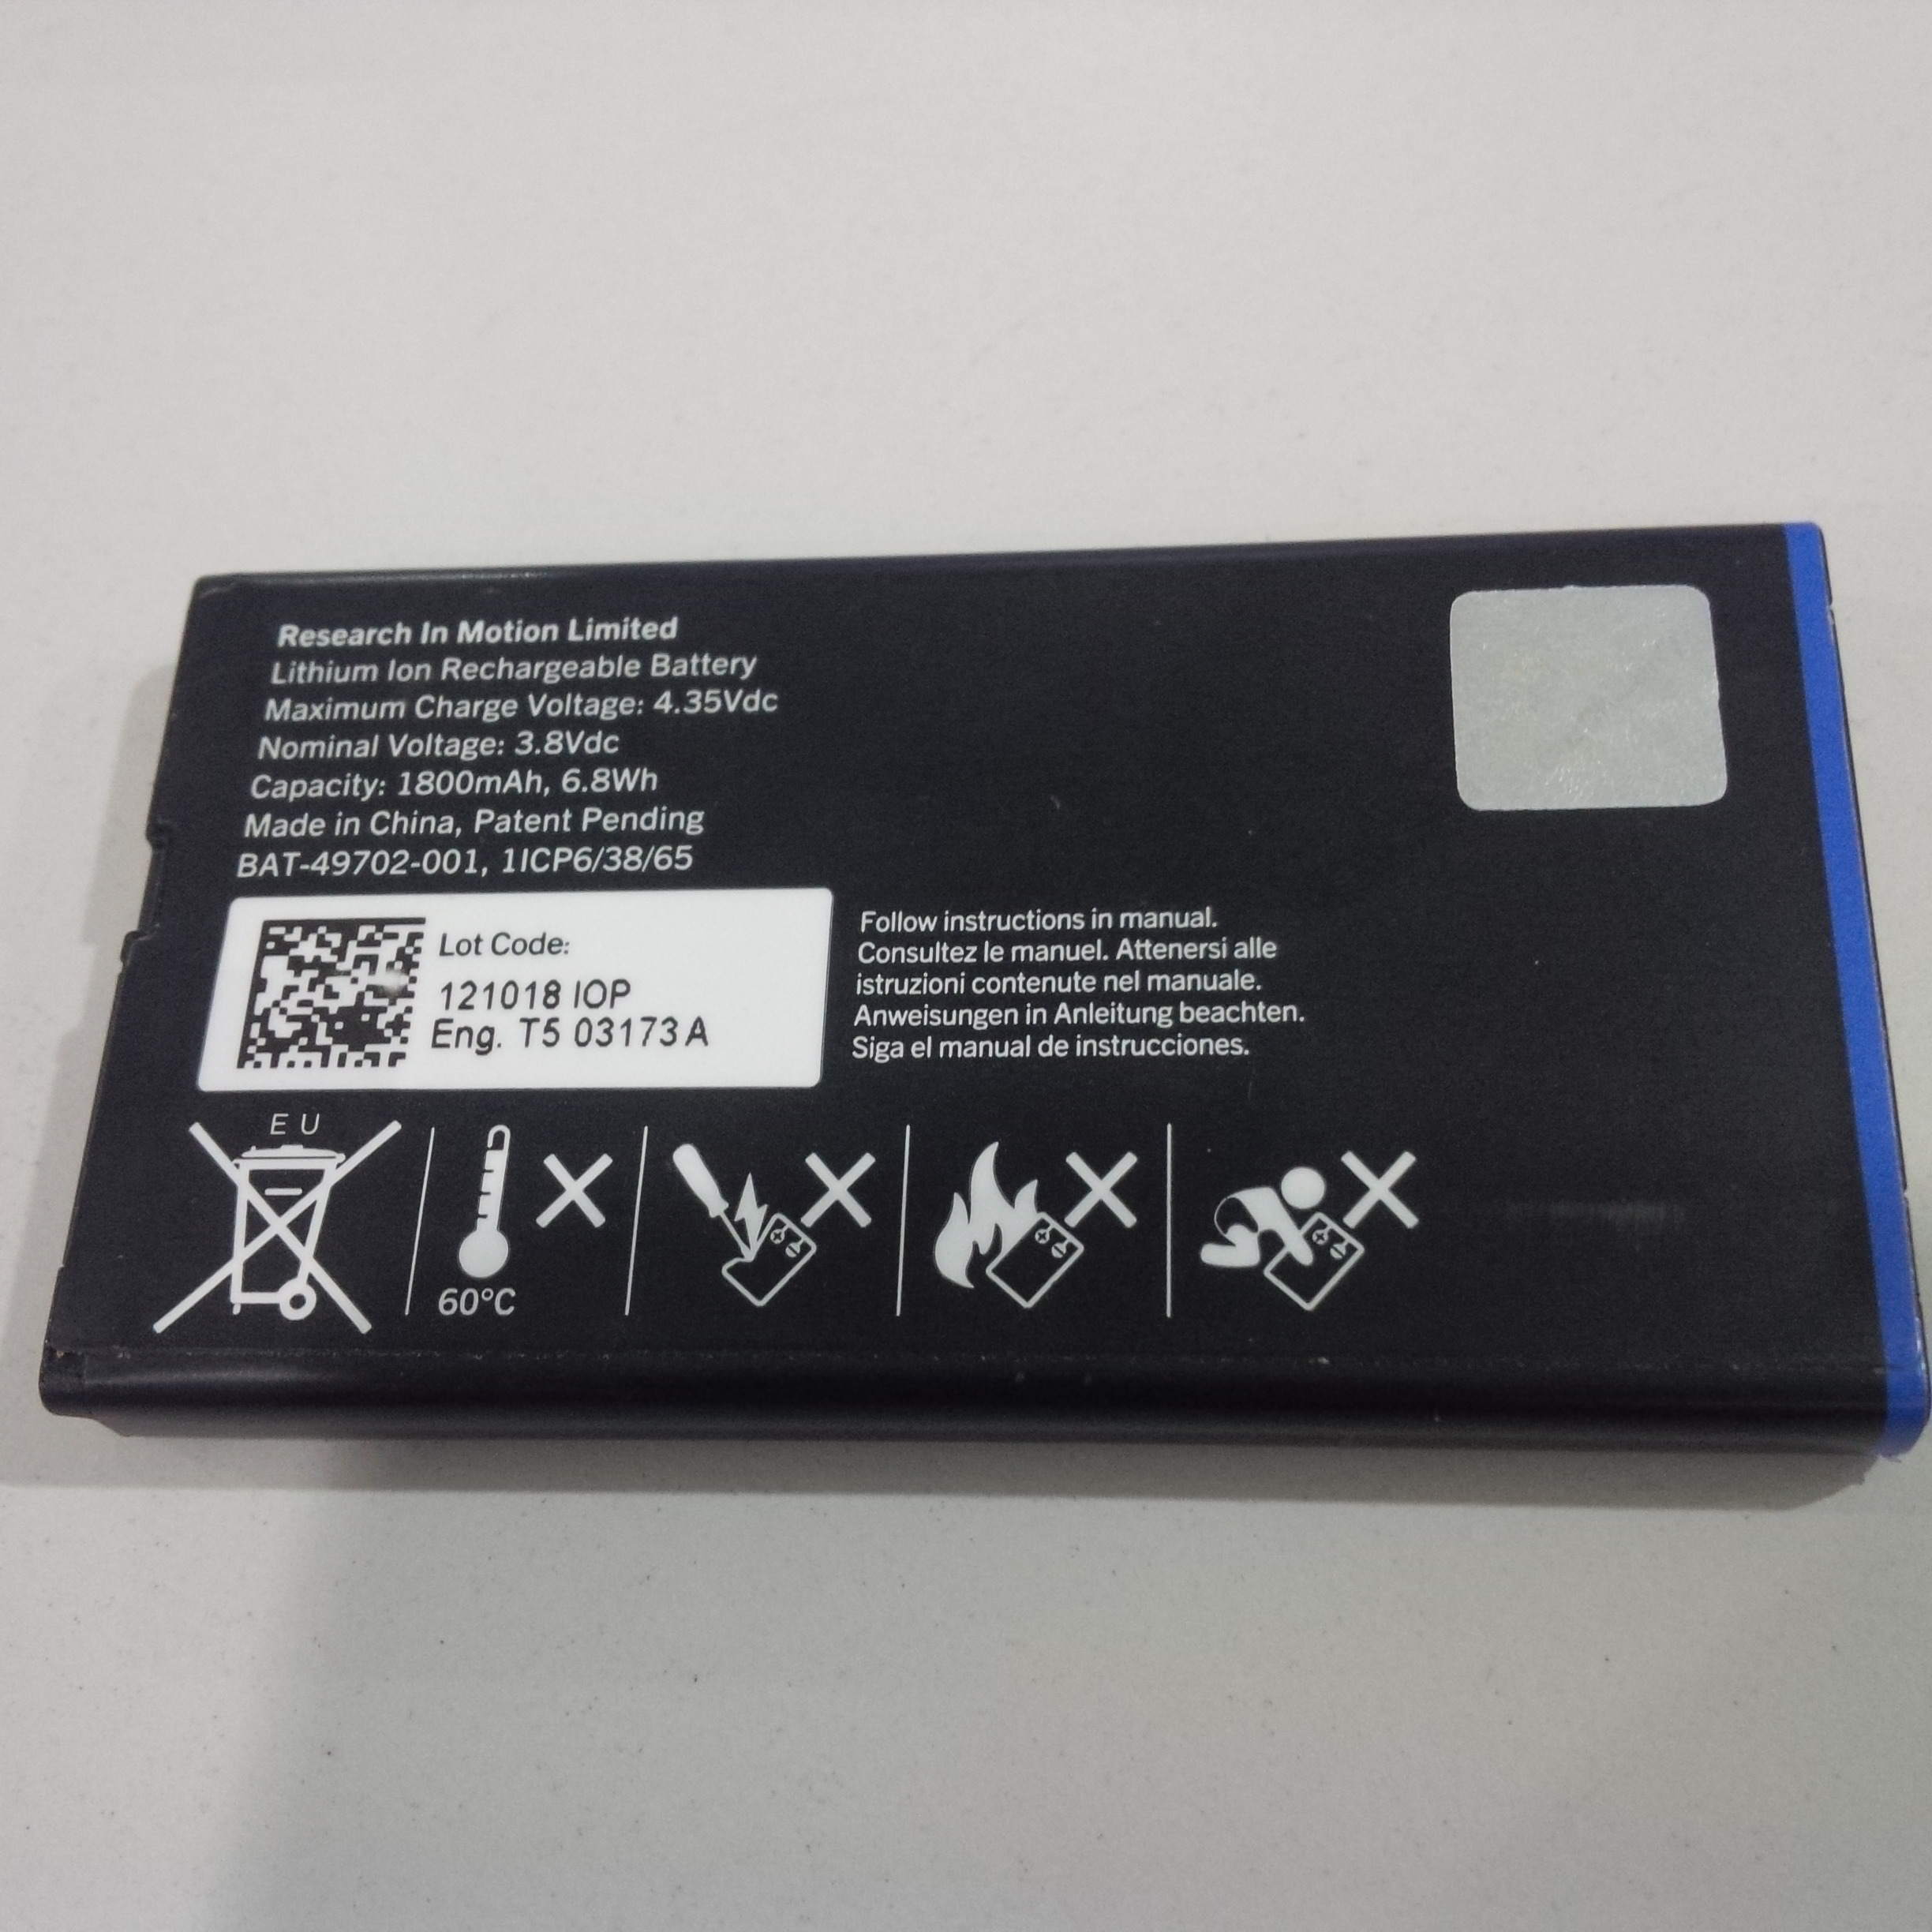 Research In Motion Limited
Lithium Ion Rechargeable Battery
Maximum Charge Voltage: 4.35Vdc
Nominal Voltage: 3.8Vdc
Capacity: 1800mAh, 6.8Wh
Made in China, Patent Pending
BAT-49702-001, 1ICP6/38/65
Lot Code:
121018 IOP
Eng. T5 03173 A
Follow instructions in manual.
Consultez le manuel. Attenersi alle
istruzioni contenute nel manuale.
Anweisungen in Anleitung beachten.
Siga el manual de instrucciones.
EU
60°C